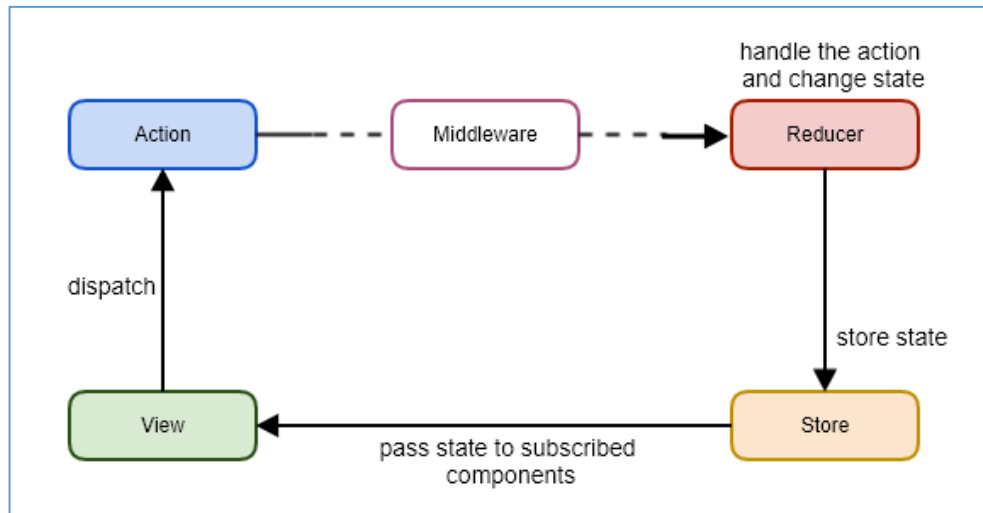 handle the action
and change state
Action
Middleware
Reducer
dispatch
store state
View
Store
pass state to subscribed
components